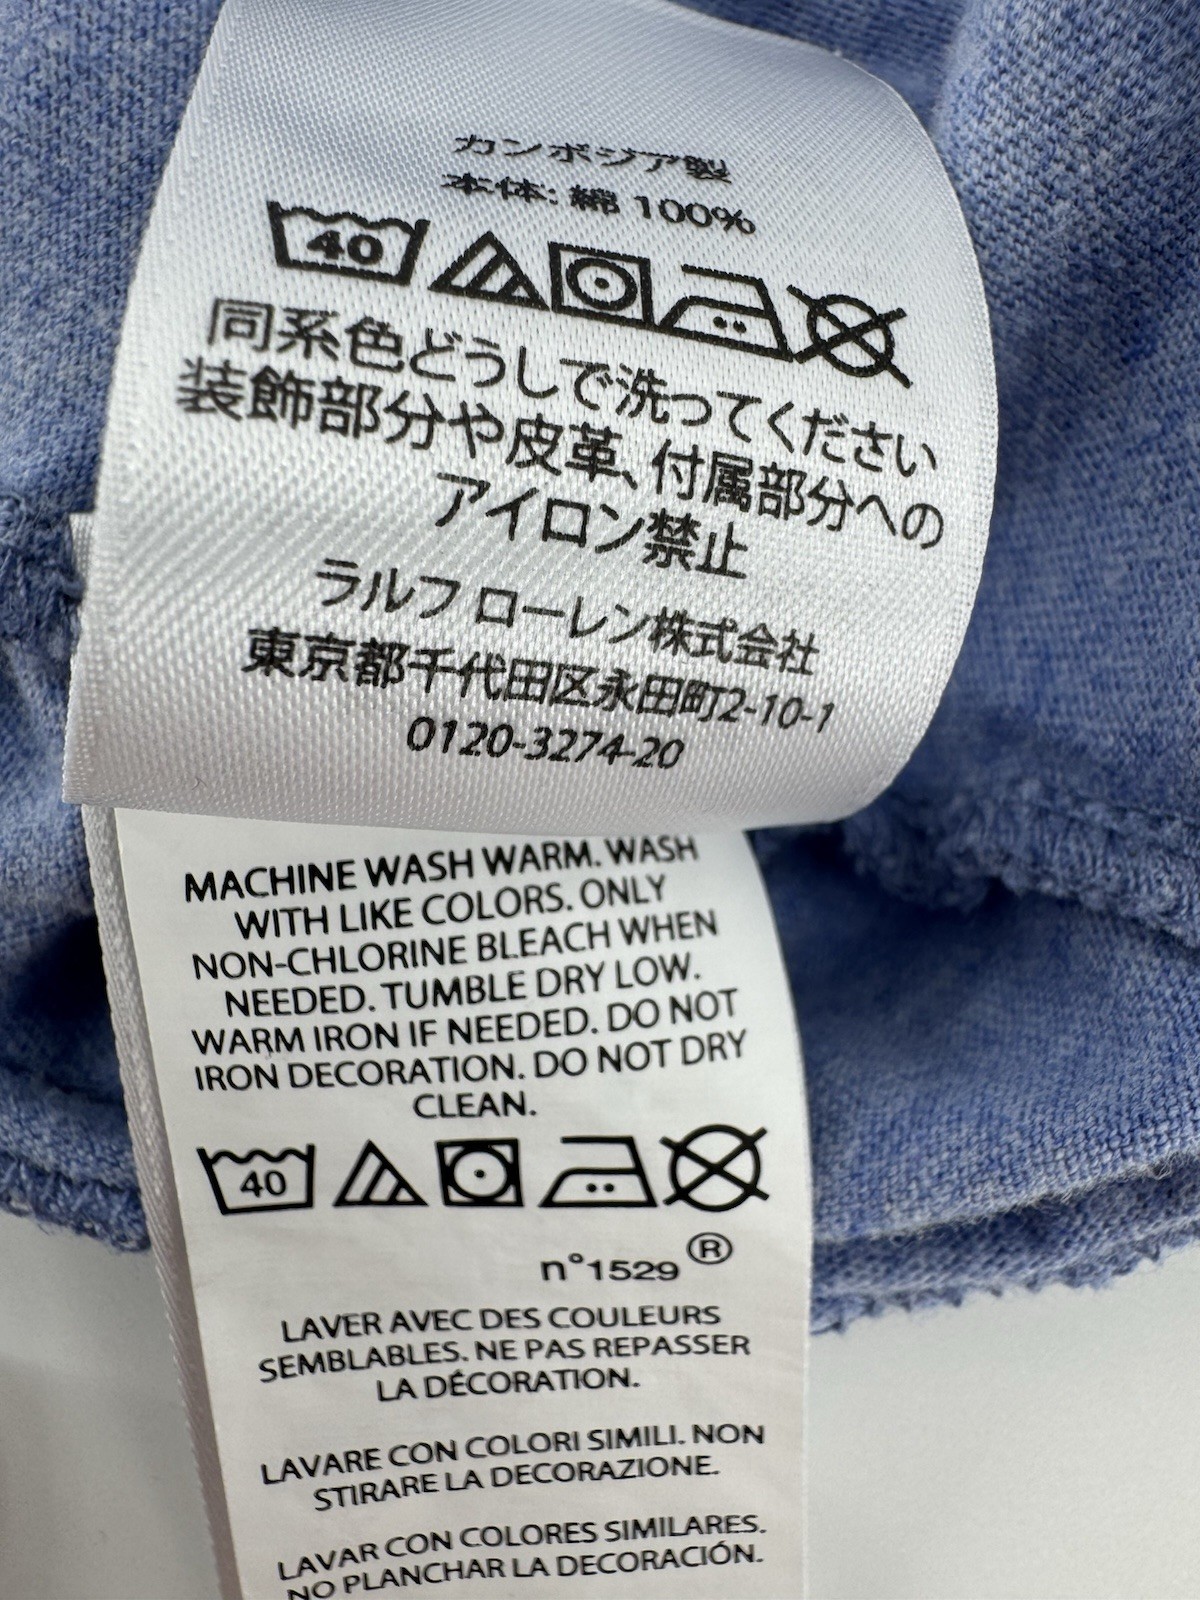 カンボジア製
本体: 綿 100%
40
同系色どうしで洗ってください
装飾部分や皮革、付属部分への
アイロン禁止
ラルフ ローレン株式会社
東京都千代田区永田町2-10-1
0120-3274-20
MACHINE WASH WARM. WASH
WITH LIKE COLORS. ONLY
NON-CHLORINE BLEACH WHEN
NEEDED. TUMBLE DRY LOW.
WARM IRON IF NEEDED. DO NOT
IRON DECORATION. DO NOT DRY
CLEAN.
40
n°1529 ®
LAVER AVEC DES COULEURS
SEMBLABLES. NE PAS REPASSER
LA DÉCORATION.
LAVARE CON COLORI SIMILI. NON
STIRARE LA DECORAZIONE.
LAVAR CON COLORES SIMILARES.
NO PLANCHAR LA DECORACIÓN.